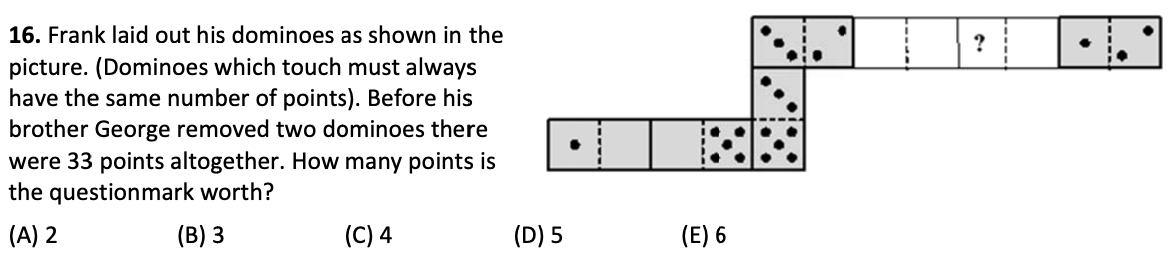 16. Frank laid out his dominoes as shown in the
picture. (Dominoes which touch must always
have the same number of points). Before his
brother George removed two dominoes there
were 33 points altogether. How many points is
the questionmark worth?
?
(A) 2 (B) 3 (C) 4 (D) 5 (E) 6